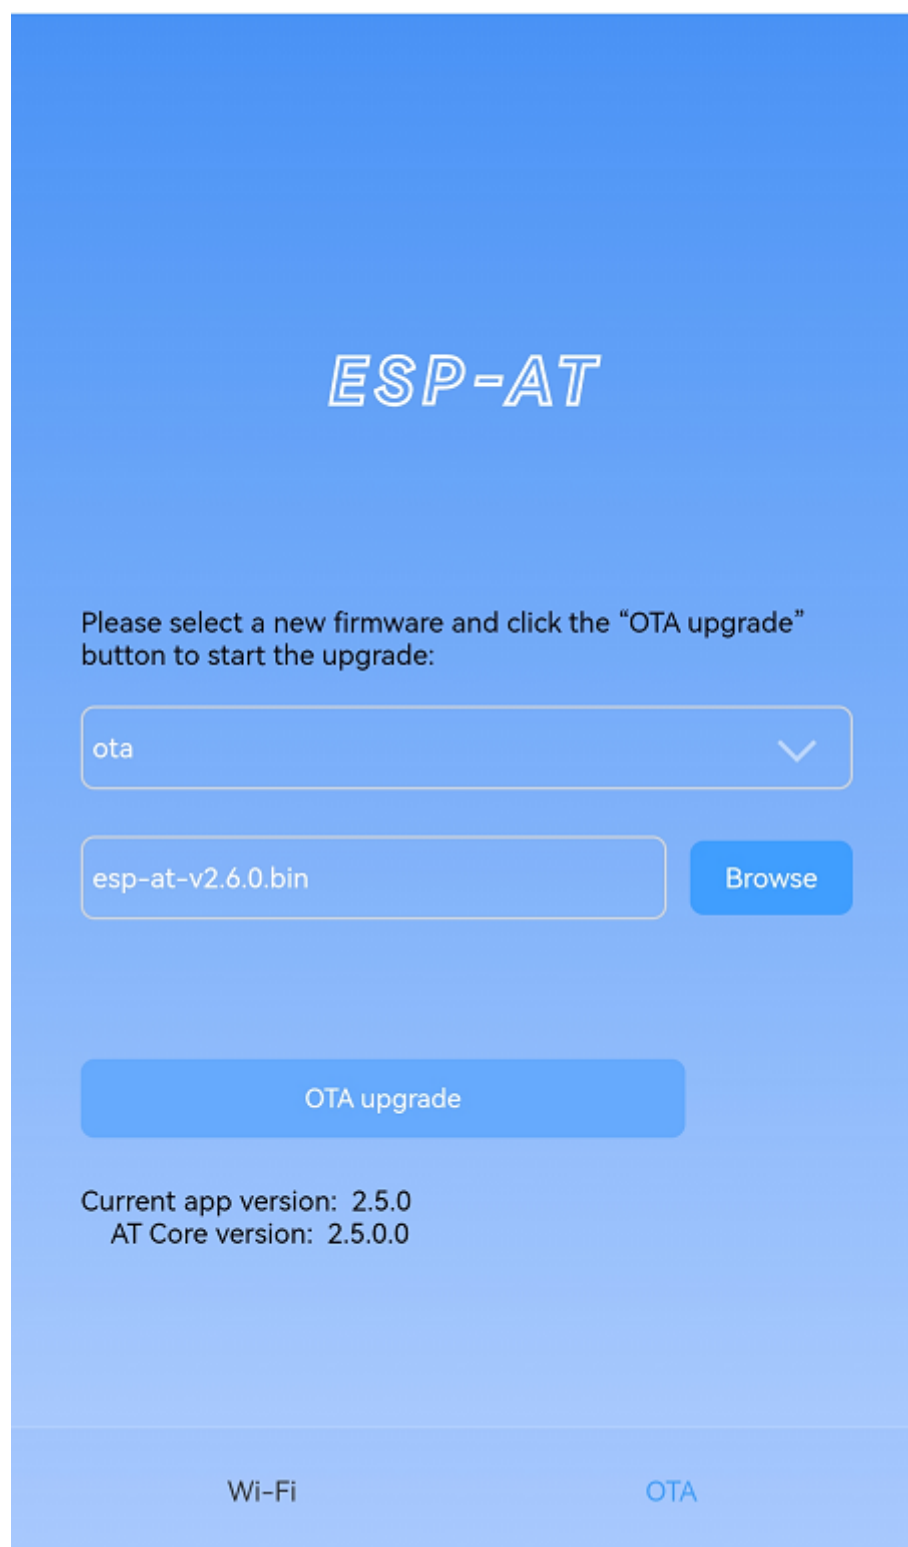 ESP-AT
Please select a new firmware and click the “OTA upgrade”
button to start the upgrade:
ota
esp-at-v2.6.0.bin
Browse
OTA upgrade
Current app version: 2.5.0
AT Core version: 2.5.0.0
Wi-Fi
OTA